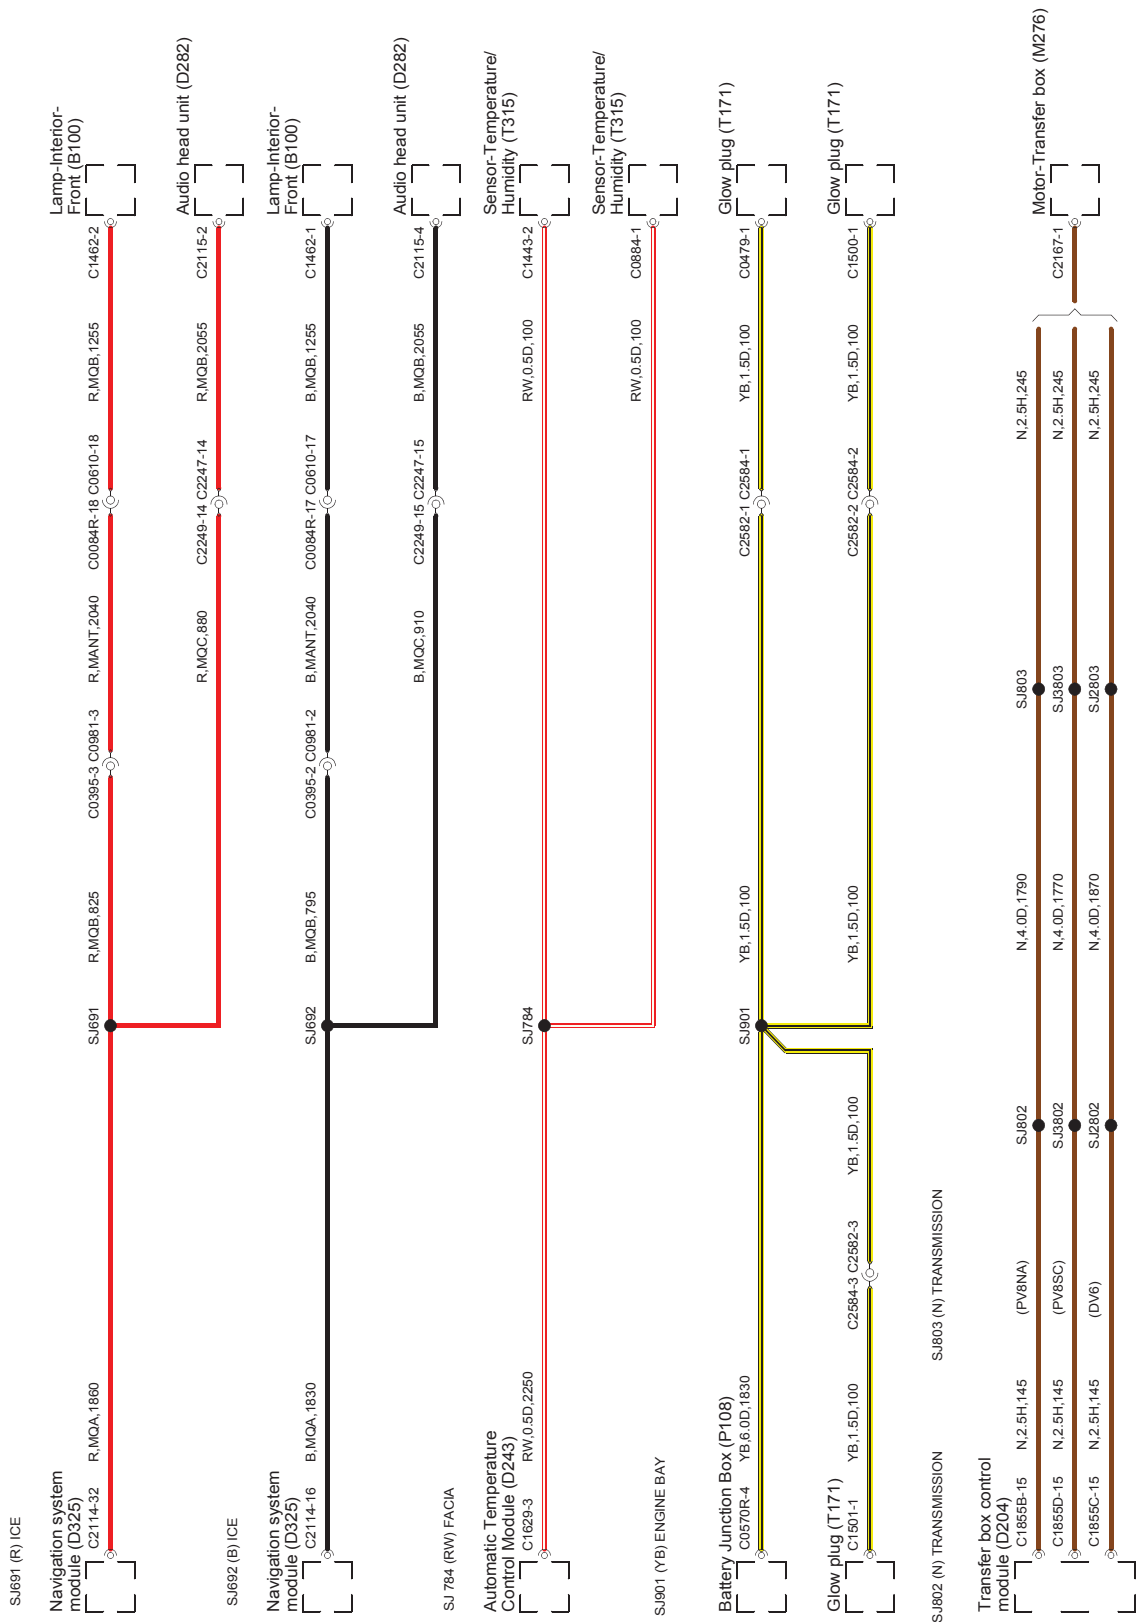 SJ691 (R) ICE
Navigation system
module (D325)
C2114-32
R,MQA,1860
SJ691
R,MQB,825
C0395-3 C0981-3
R,MANT,2040
C0084R-18 C0610-18
R,MQB,1255
C1462-2
Lamp-Interior-
Front (B100)
R,MQC,880
C2249-14 C2247-14
R,MQB,2055
C2115-2
Audio head unit (D282)
SJ692 (B) ICE
Navigation system
module (D325)
C2114-16
B,MQA,1830
SJ692
B,MQB,795
C0395-2 C0981-2
B,MANT,2040
C0084R-17 C0610-17
B,MQB,1255
C1462-1
Lamp-Interior-
Front (B100)
B,MQC,910
C2249-15 C2247-15
B,MQB,2055
C2115-4
Audio head unit (D282)
SJ 784 (RW) FACIA
Automatic Temperature
Control Module (D243)
C1629-3
RW,0.5D,2250
SJ784
RW,0.5D,100
C1443-2
Sensor-Temperature/
Humidity (T315)
RW,0.5D,100
C0884-1
Sensor-Temperature/
Humidity (T315)
SJ901 (YB) ENGINE BAY
Battery Junction Box (P108)
C0570R-4
YB,6.0D,1830
SJ901
YB,1.5D,100
C2582-1 C2584-1
YB,1.5D,100
C0479-1
Glow plug (T171)
Glow plug (T171)
C1501-1
YB,1.5D,100
C2584-3 C2582-3
YB,1.5D,100
YB,1.5D,100
C2582-2 C2584-2
YB,1.5D,100
C1500-1
Glow plug (T171)
SJ802 (N) TRANSMISSION
SJ803 (N) TRANSMISSION
Transfer box control
module (D204)
C1855B-15
N,2.5H,145
(PV8NA)
SJ802
N,4.0D,1790
SJ803
N,2.5H,245
C1855D-15
N,2.5H,145
(PV8SC)
SJ3802
N,4.0D,1770
SJ3803
N,2.5H,245
C1855C-15
N,2.5H,145
(DV6)
SJ2802
N,4.0D,1870
SJ2803
N,2.5H,245
C2167-1
Motor-Transfer box (M276)